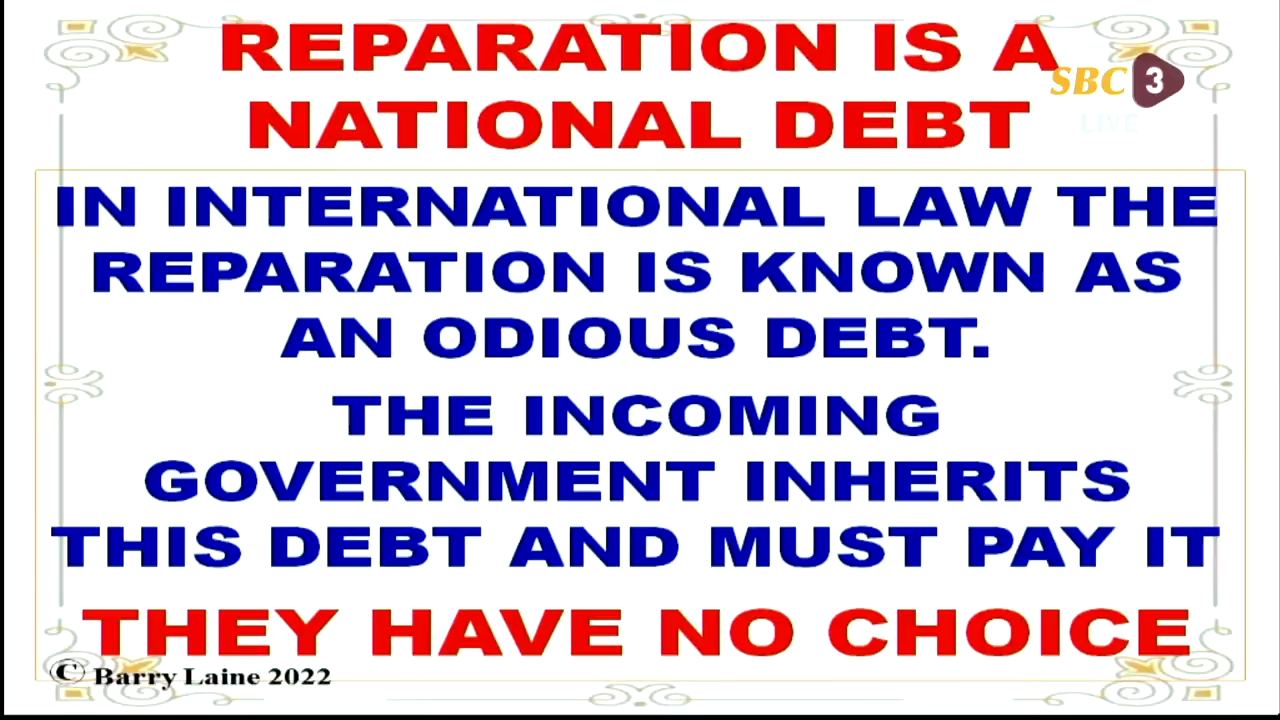 REPARATION IS A
NATIONAL DEBT
SBC 3
LIVE
IN INTERNATIONAL LAW THE
REPARATION IS KNOWN AS
AN ODIOUS DEBT.
THE INCOMING
GOVERNMENT INHERITS
THIS DEBT AND MUST PAY IT
THEY HAVE NO CHOICE
© Barry Laine 2022